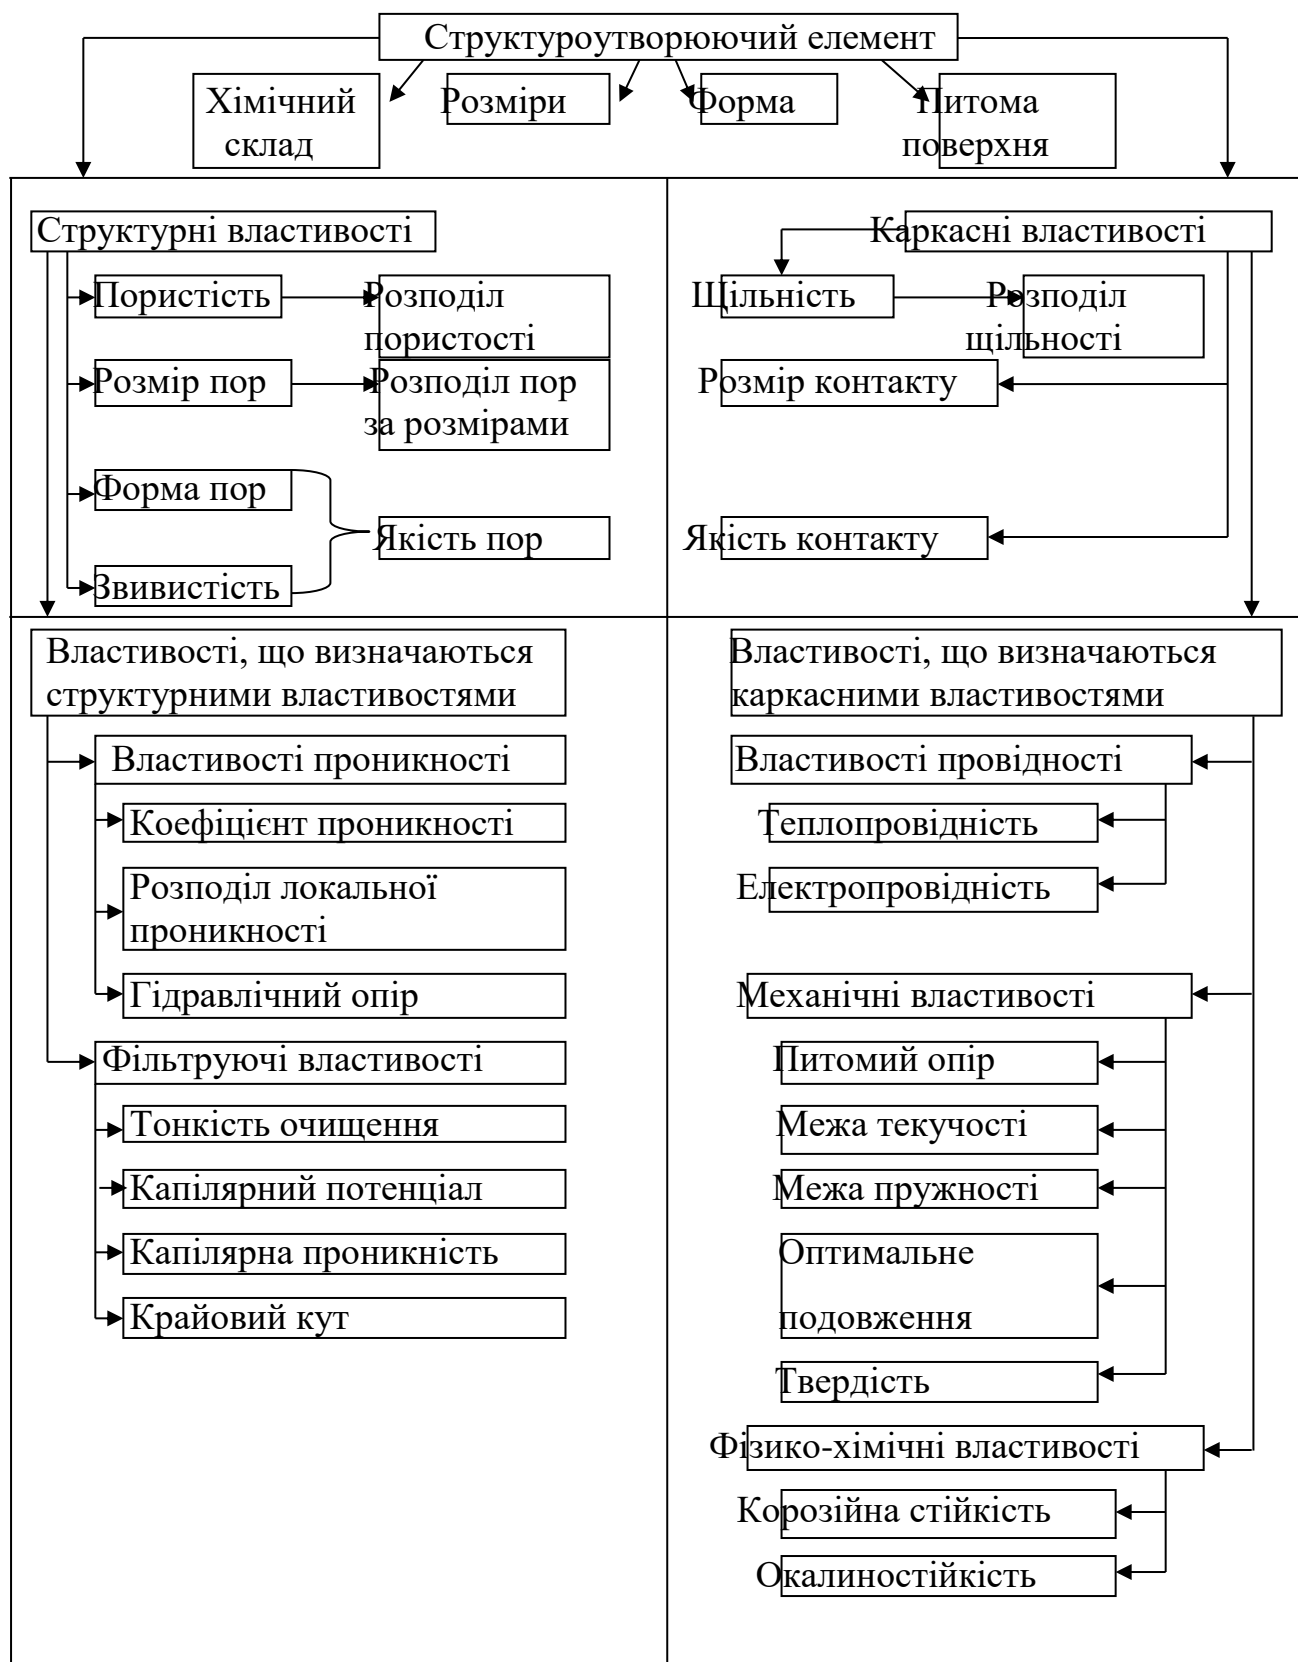 Структуроутворюючий елемент
Хімічний
склад
Розміри
Форма
Питома
поверхня
Структурні властивості
Пористість
Розподіл
пористості
Розмір пор
Розподіл пор
за розмірами
Форма пор
Якість пор
Звивистість
Каркасні властивості
Щільність
Розподіл
щільності
Розмір контакту
Якість контакту
Властивості, що визначаються
структурними властивостями
Властивості проникності
Коефіцієнт проникності
Розподіл локальної
проникності
Гідравлічний опір
Фільтруючі властивості
Тонкість очищення
Капілярний потенціал
Капілярна проникність
Крайовий кут
Властивості, що визначаються
каркасними властивостями
Властивості провідності
Теплопровідність
Електропровідність
Механічні властивості
Питомий опір
Межа текучості
Межа пружності
Оптимальне
подовження
Твердість
Фізико-хімічні властивості
Корозійна стійкість
Окалиностійкість